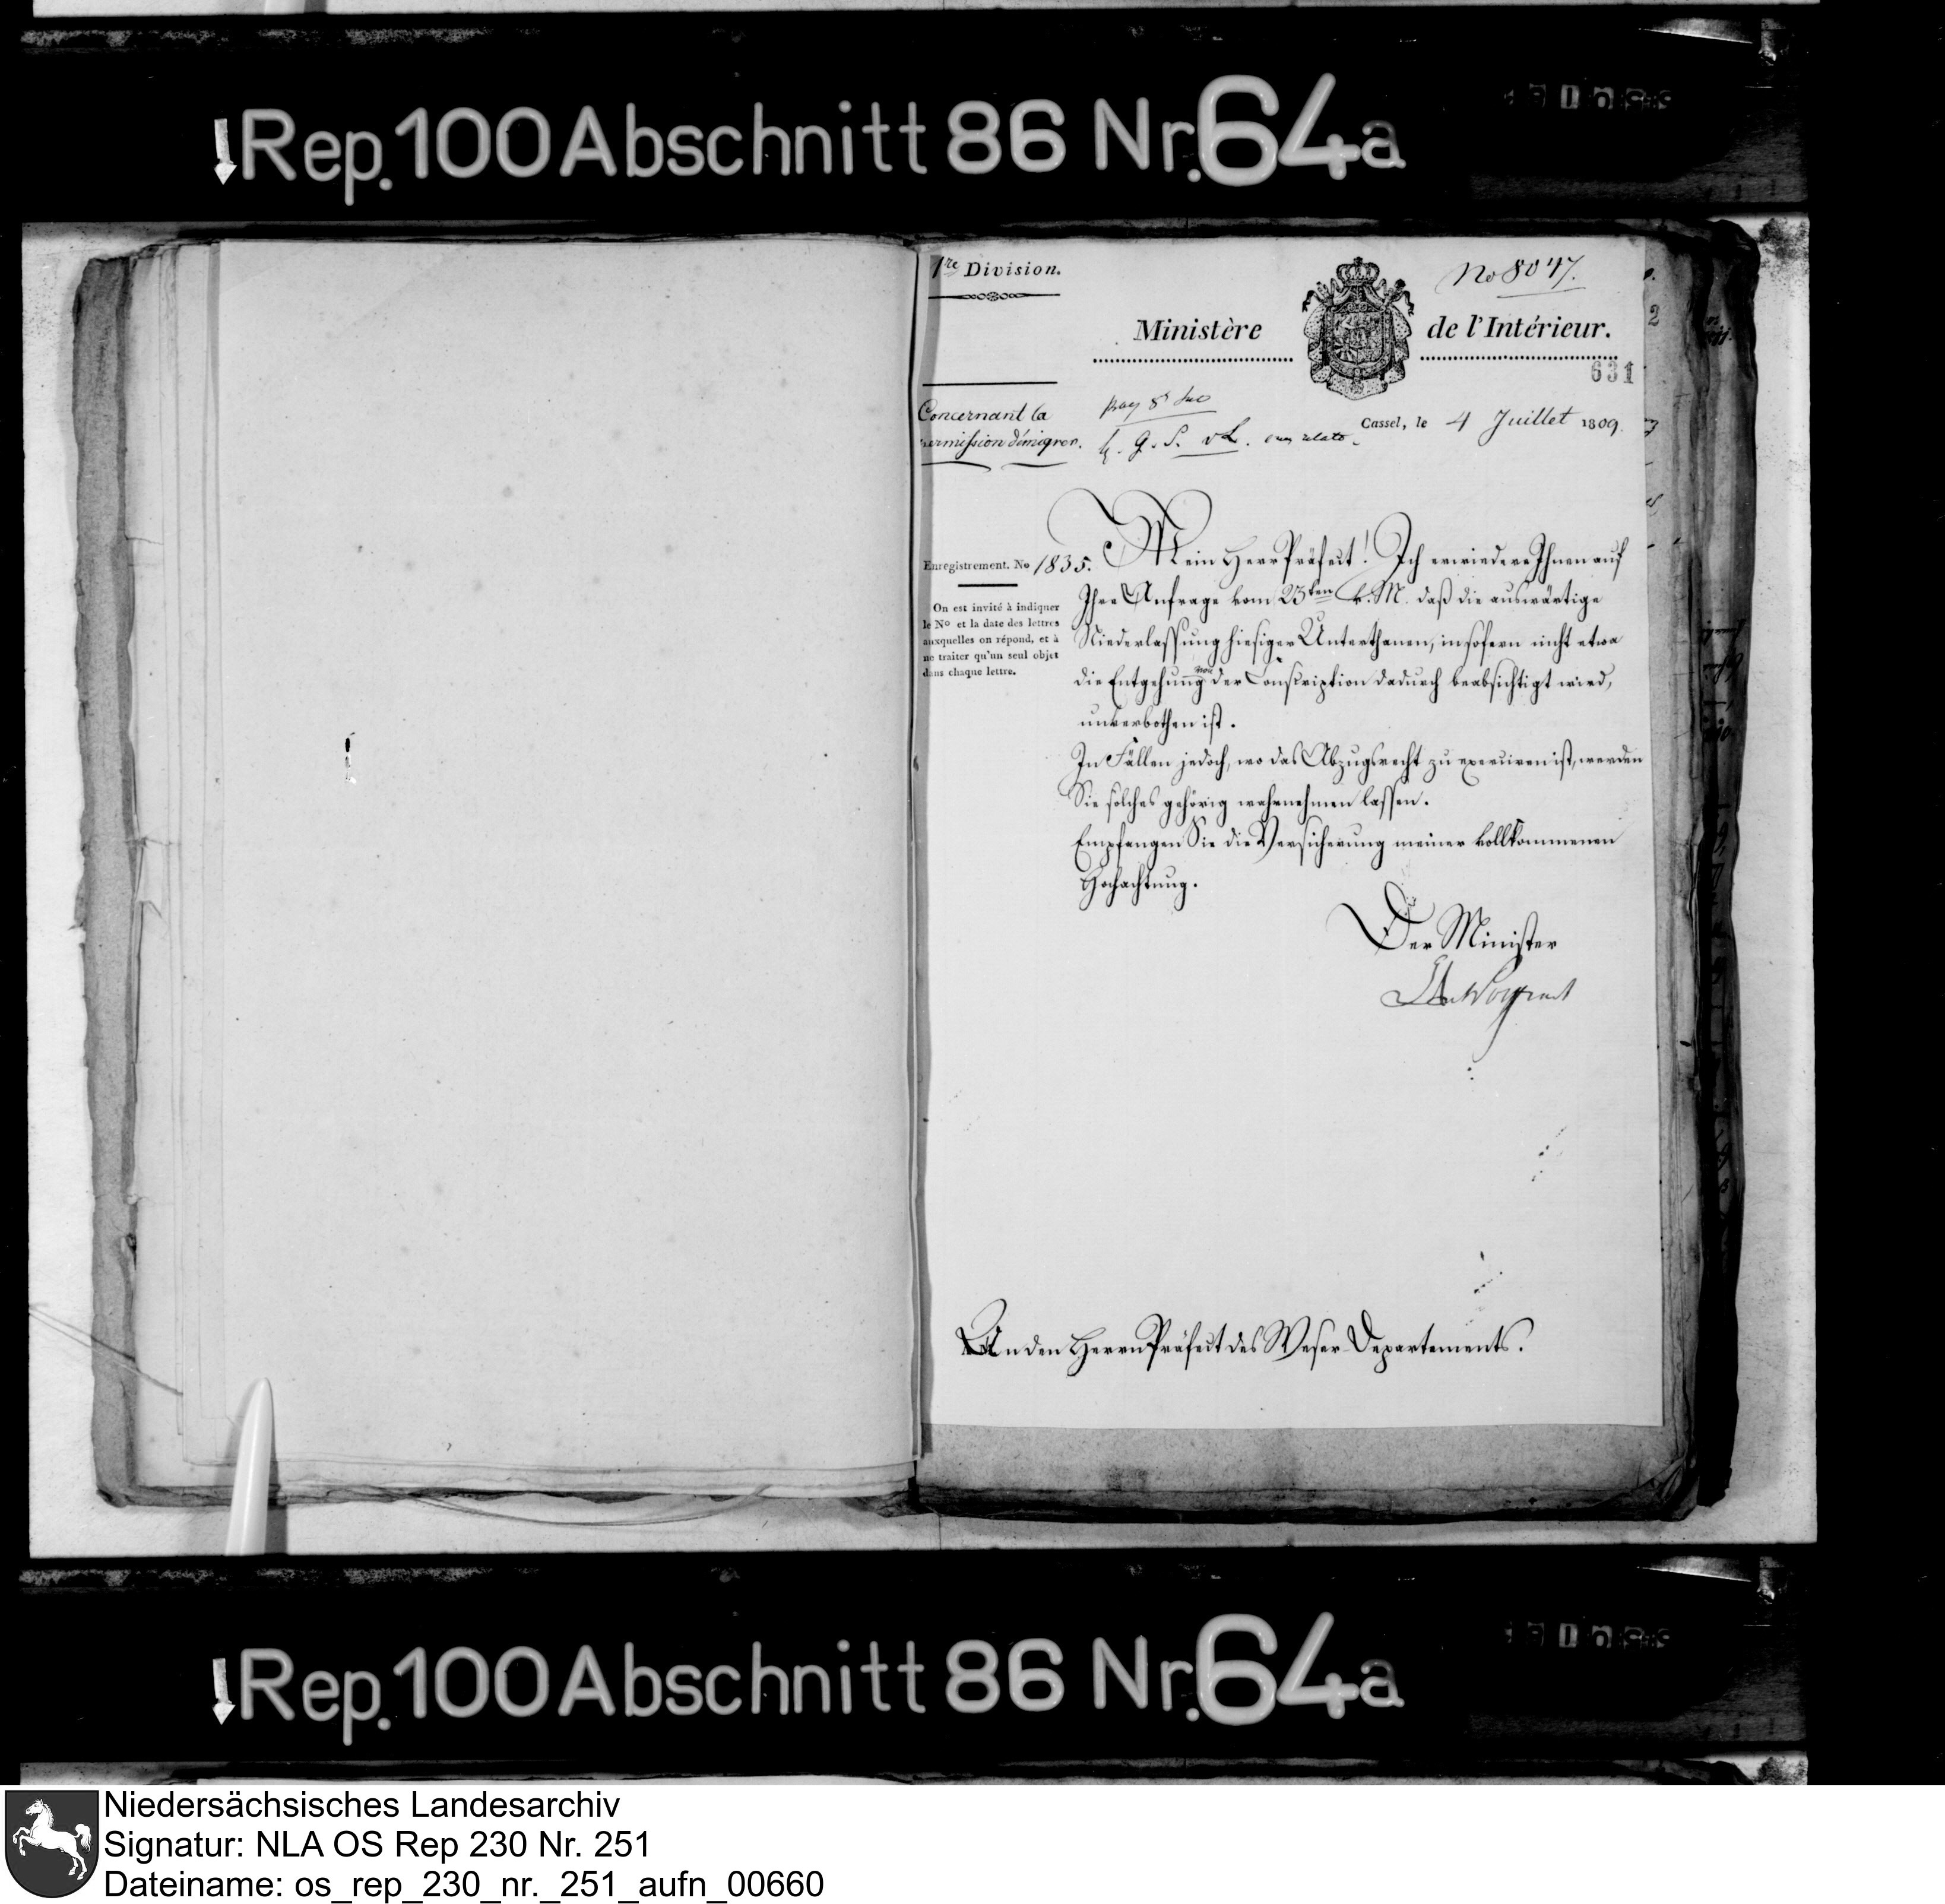 Rep. 100 Abschnitt 86 Nr. 64a
1re Division.
No 8047.
Ministère de l'Intérieur.
631
Concernant la
permission d'émigrer.
Cassel, le 4 Juillet 1809.
Enregistrement. No 1835.
On est invité à indiquer
le No et la date des lettres
auxquelles on répond, et à
ne traiter qu'un seul objet
dans chaque lettre.
Mein Herr Präfect! Ich erwiedere Ihnen auf
Ihre Anfrage vom 23ten v. M. daß die auswärtige
Niederlassung hiesiger Unterthanen, insofern nicht etwa
die Entgehung von der Conscription dadurch beabsichtigt wird,
unverbothen ist.
In Fällen jedoch, wo das Abzugsrecht zu exerciren ist, werden
Sie solches gehörig wahrnehmen lassen.
Empfangen Sie die Versicherung meiner vollkommenen
Hochachtung.
Der Minister
An den Herrn Präfect des Weser Departements.
Rep. 100 Abschnitt 86 Nr. 64a
Niedersächsisches Landesarchiv
Signatur: NLA OS Rep 230 Nr. 251
Dateiname: os_rep_230_nr._251_aufn_00660